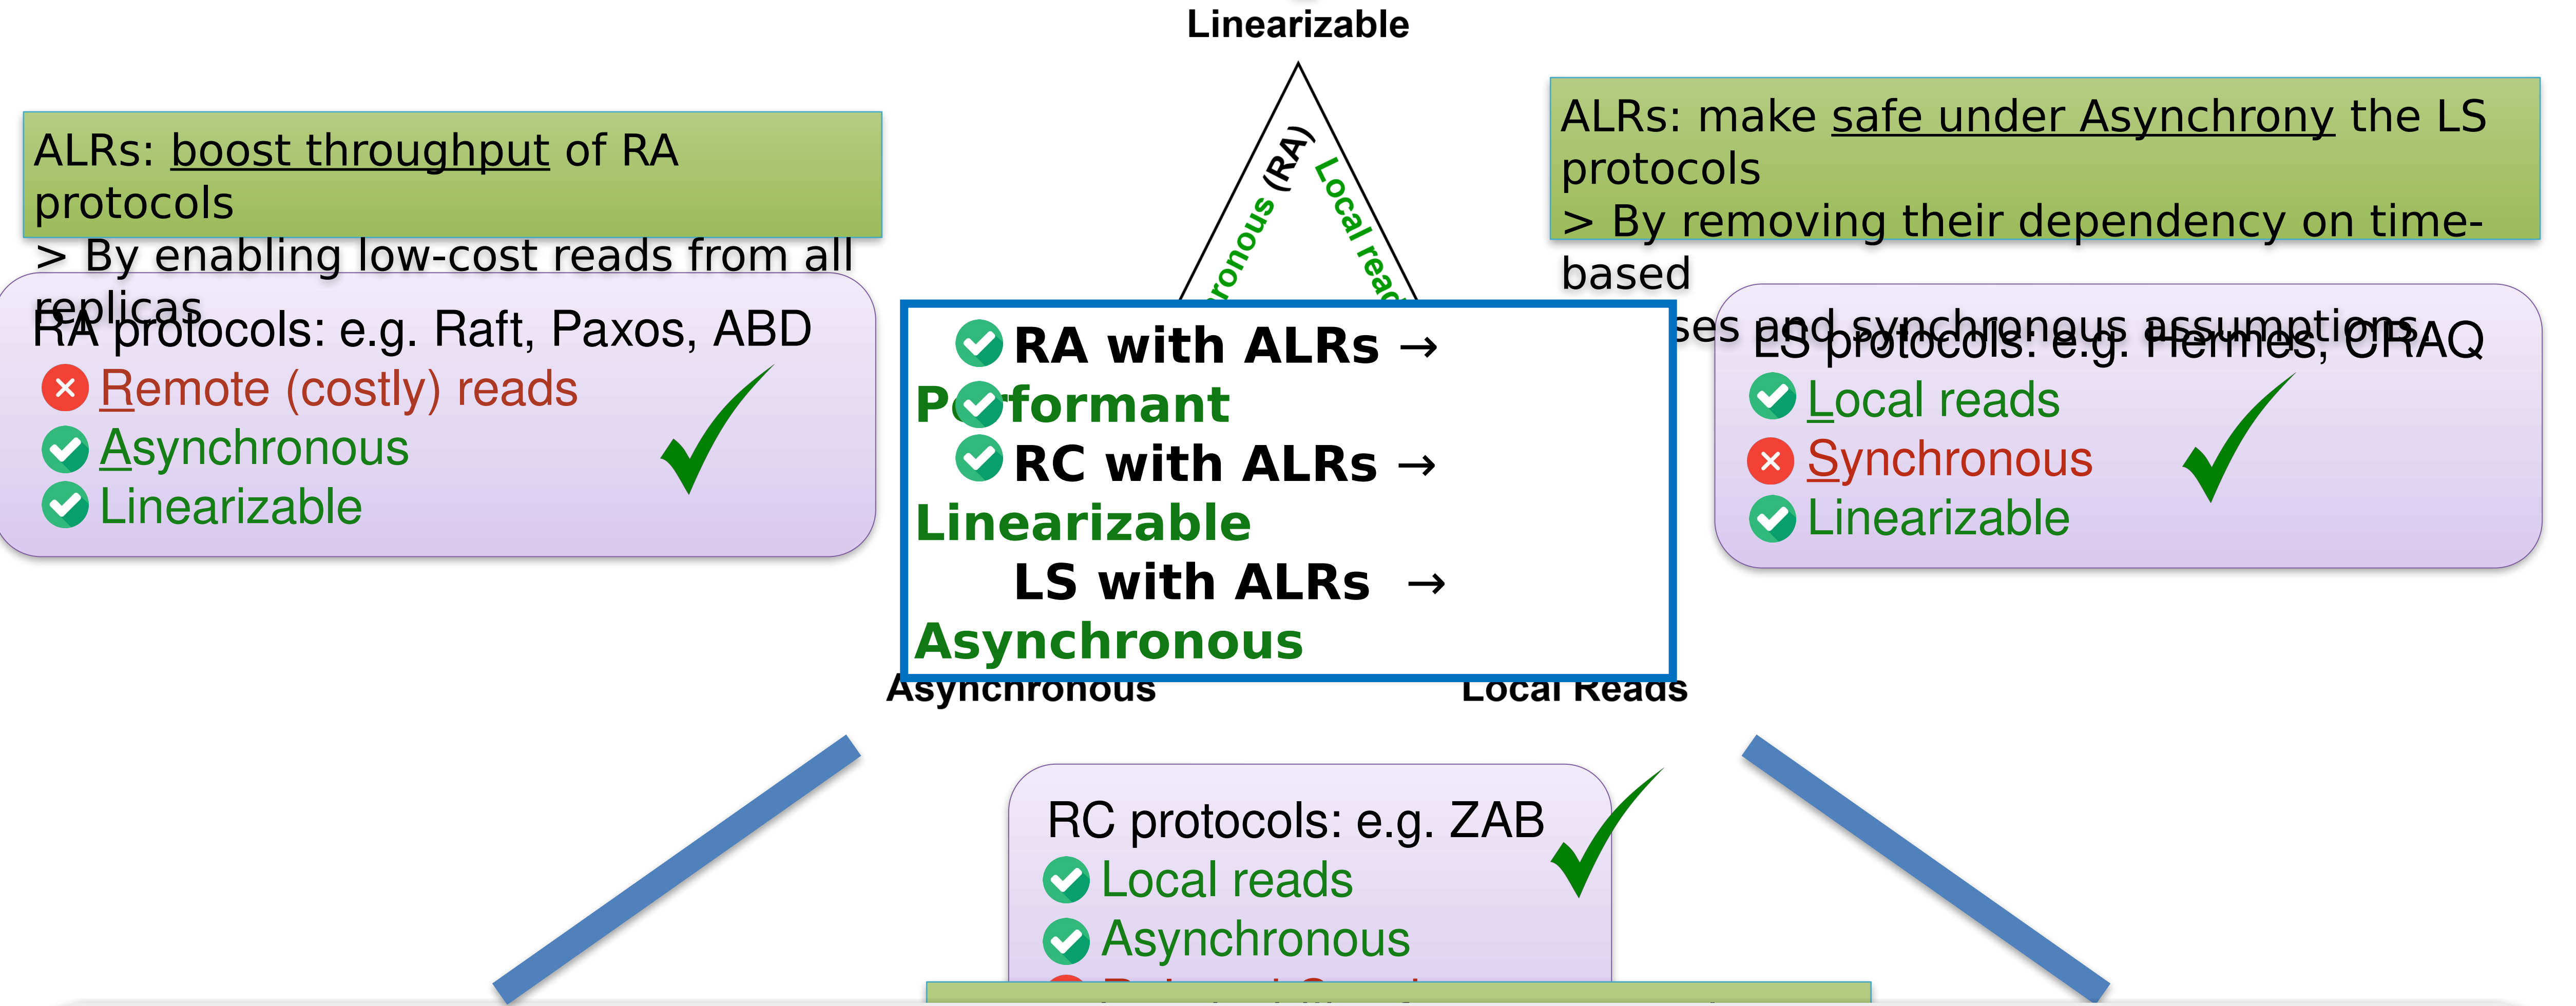 Linearizable
ALRs: boost throughput of RA
protocols
> By enabling low-cost reads from all
replicas
ALRs: make safe under Asynchrony the LS
protocols
> By removing their dependency on time-
based
and synchronous assumptions
(RA)
Local
RA protocols: e.g. Raft, Paxos, ABD
Remote (costly) reads
Asynchronous
Linearizable
RA with ALRs →
Performant
RC with ALRs →
Linearizable
LS with ALRs →
Asynchronous
LS protocols: e.g. Hermes, CRAQ
Local reads
Synchronous
Linearizable
Asynchronous
Local Reads
RC protocols: e.g. ZAB
Local reads
Asynchronous